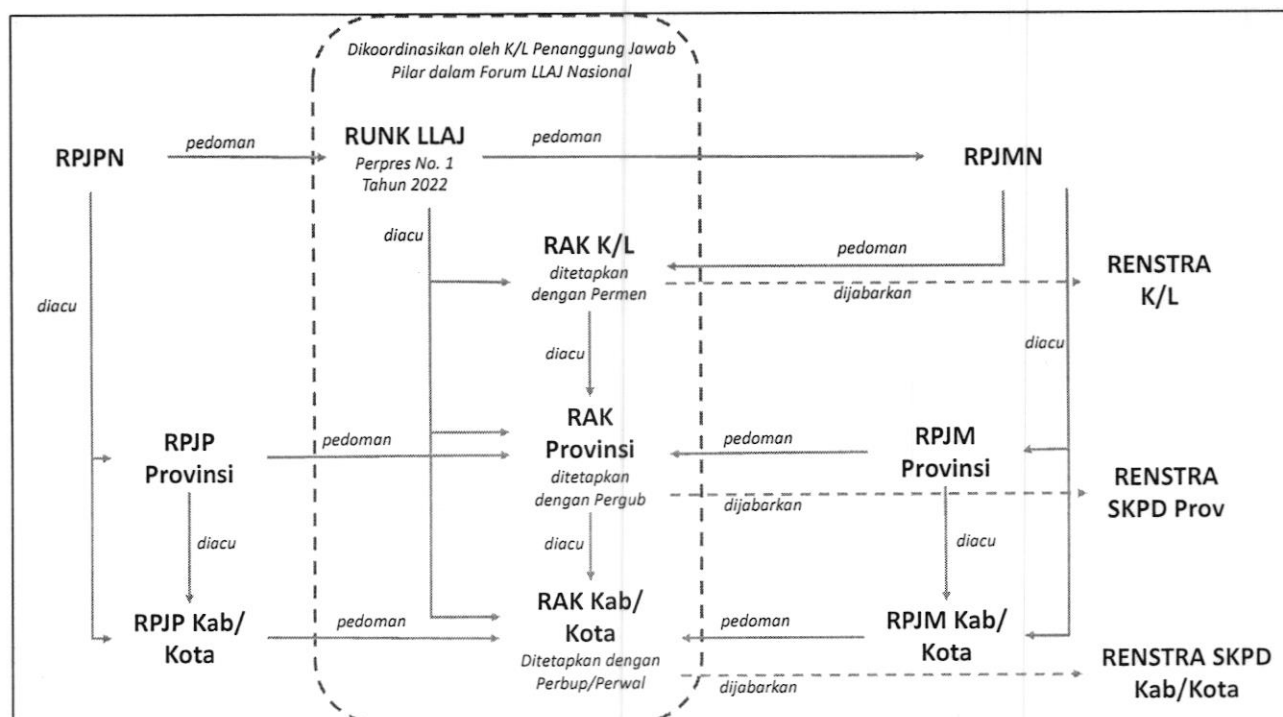 Dikoordinasikan oleh K/L Penanggung Jawab
Pilar dalam Forum LLAJ Nasional
RPJPN
pedoman
RUNK LLAJ
Perpres No. 1
Tahun 2022
pedoman
RPJMN
diacu
RAK K/L
ditetapkan
dengan Permen
pedoman
dijabarkan
RENSTRA
K/L
diacu
diacu
diacu
RPJP
Provinsi
pedoman
RAK
Provinsi
ditetapkan
dengan Pergub
pedoman
RPJM
Provinsi
dijabarkan
RENSTRA
SKPD Prov
diacu
diacu
diacu
RPJP Kab/
Kota
pedoman
RAK Kab/
Kota
Ditetapkan dengan
Perbup/Perwal
pedoman
RPJM Kab/
Kota
dijabarkan
RENSTRA SKPD
Kab/Kota